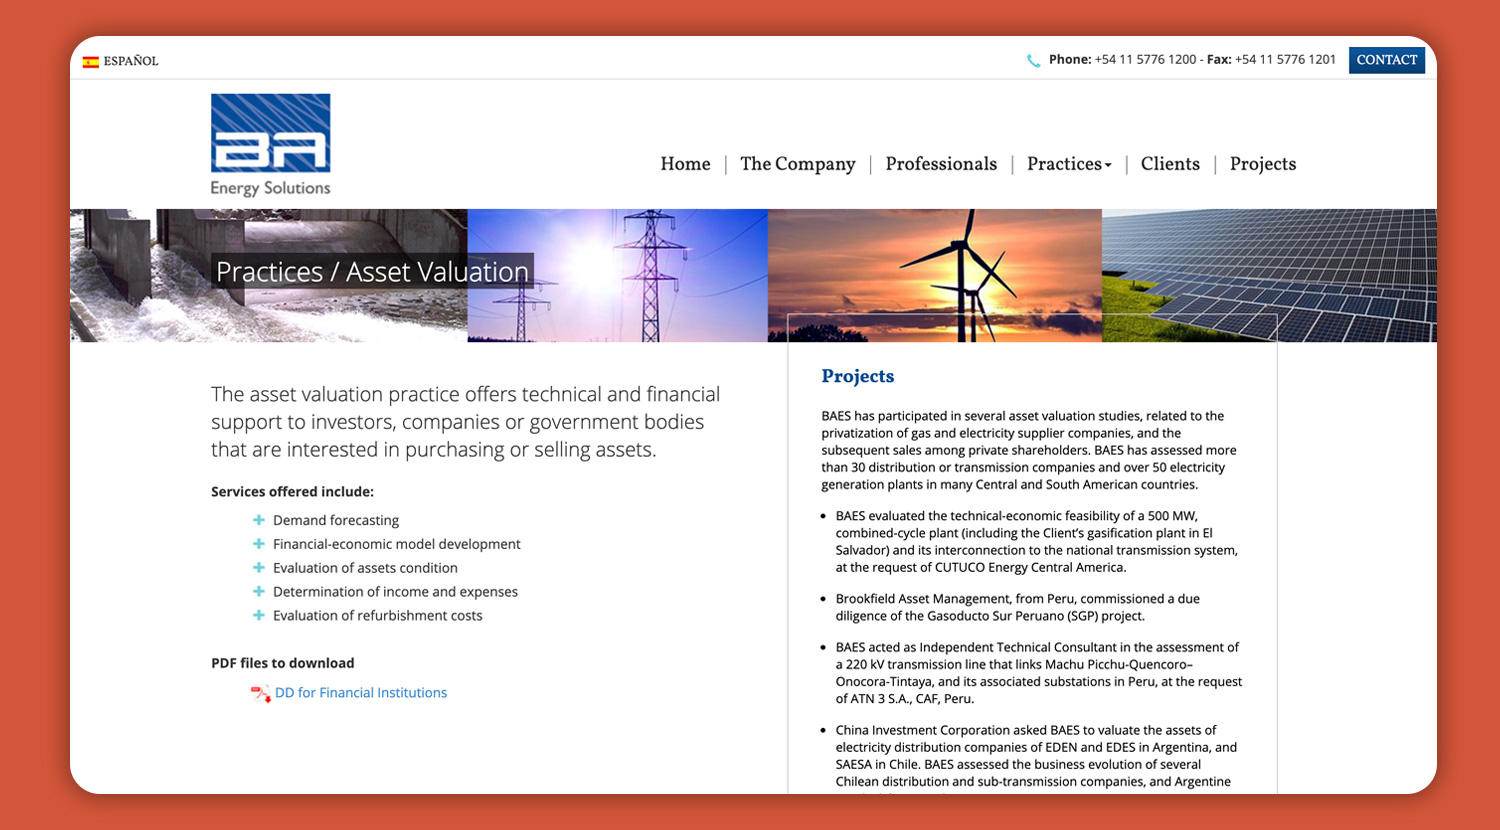 ESPAÑOL
Phone: +54 11 5776 1200 - Fax: +54 11 5776 1201
CONTACT
BA
Energy Solutions
Home | The Company | Professionals | Practices | Clients | Projects
Practices / Asset Valuation
The asset valuation practice offers technical and financial
support to investors, companies or government bodies
that are interested in purchasing or selling assets.
Services offered include:
Demand forecasting
Financial-economic model development
Evaluation of assets condition
Determination of income and expenses
Evaluation of refurbishment costs
PDF files to download
DD for Financial Institutions
Projects
BAES has participated in several asset valuation studies, related to the
privatization of gas and electricity supplier companies, and the
subsequent sales among private shareholders. BAES has assessed more
than 30 distribution or transmission companies and over 50 electricity
generation plants in many Central and South American countries.
• BAES evaluated the technical-economic feasibility of a 500 MW,
combined-cycle plant (including the Client’s gasification plant in El
Salvador) and its interconnection to the national transmission system,
at the request of CUTUCO Energy Central America.
• Brookfield Asset Management, from Peru, commissioned a due
diligence of the Gasoducto Sur Peruano (SGP) project.
• BAES acted as Independent Technical Consultant in the assessment of
a 220 kV transmission line that links Machu Picchu-Quencoro–
Onocora-Tintaya, and its associated substations in Peru, at the request
of ATN 3 S.A., CAF, Peru.
• China Investment Corporation asked BAES to valuate the assets of
electricity distribution companies of EDEN and EDES in Argentina, and
SAESA in Chile. BAES assessed the business evolution of several
Chilean distribution and sub-transmission companies, and Argentine